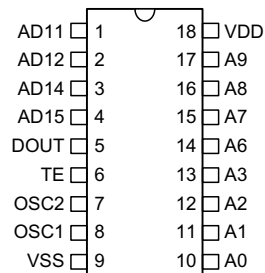 AD11 1 18 VDD
AD12 2 17 A9
AD14 3 16 A8
AD15 4 15 A7
DOUT 5 14 A6
TE 6 13 A3
OSC2 7 12 A2
OSC1 8 11 A1
VSS 9 10 A0